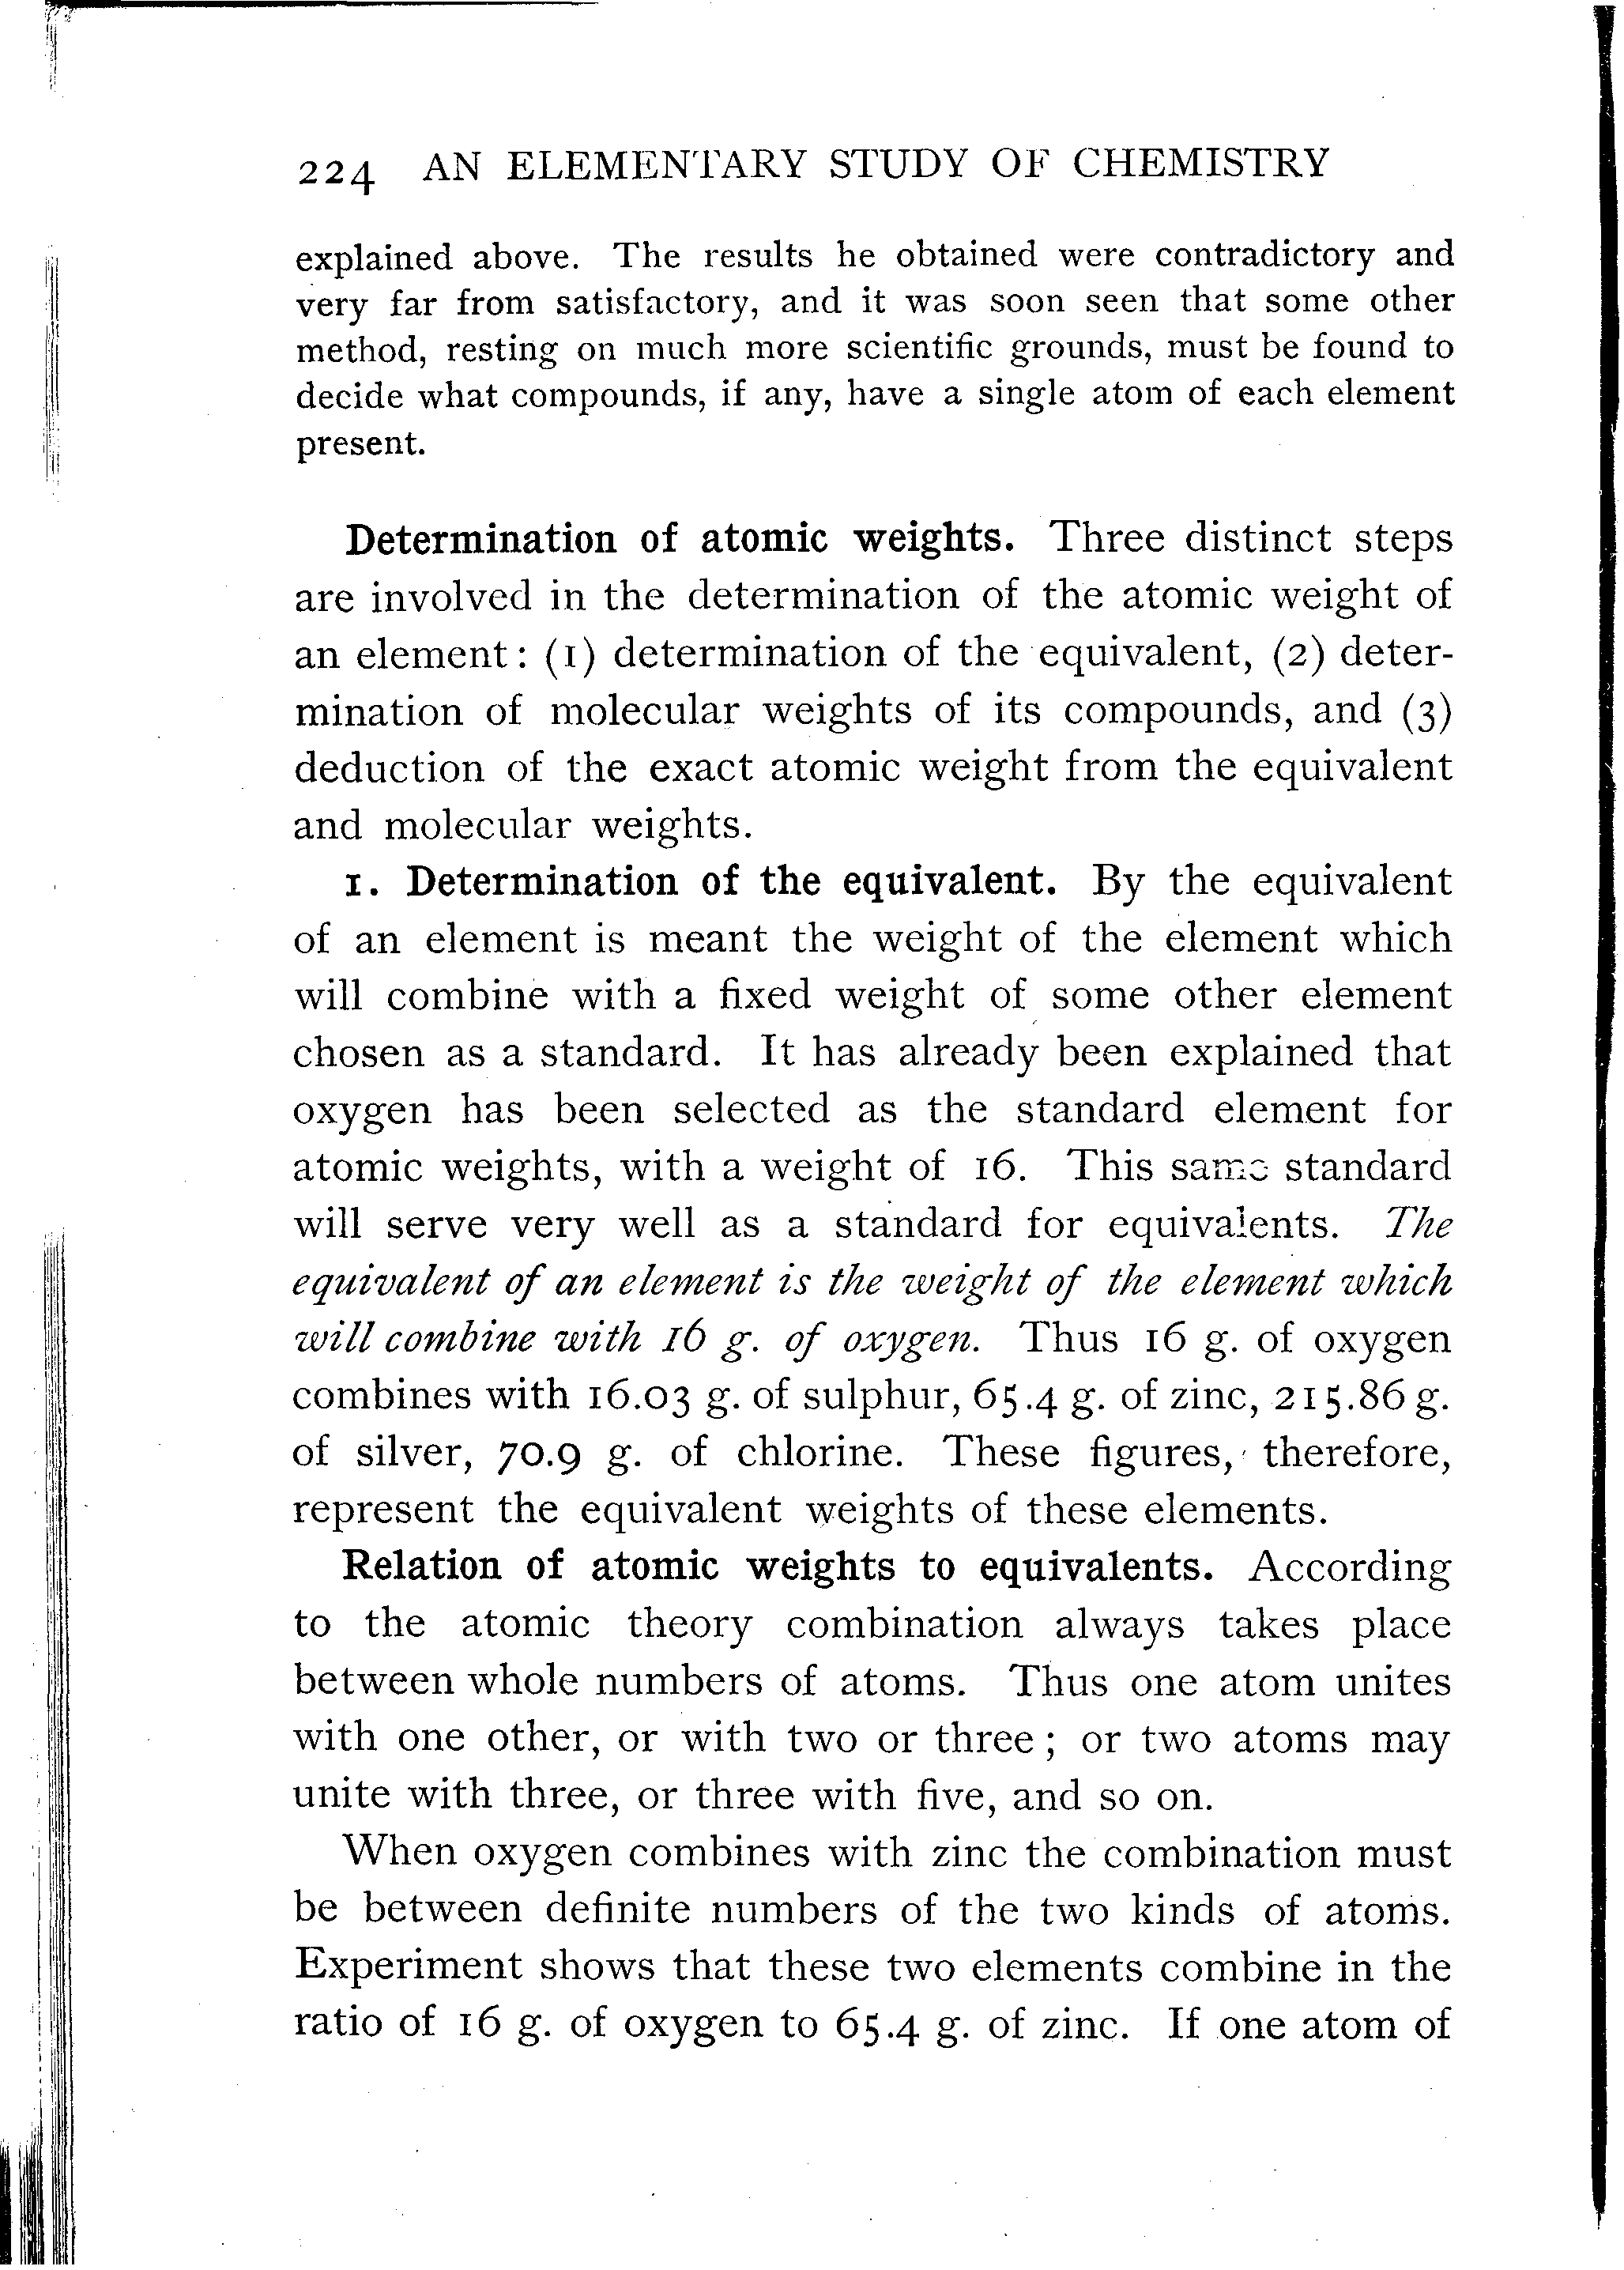 224 AN ELEMENTARY STUDY OF CHEMISTRY
explained above. The results he obtained were contradictory and
very far from satisfactory, and it was soon seen that some other
method, resting on much more scientific grounds, must be found to
decide what compounds, if any, have a single atom of each element
present.
Determination of atomic weights. Three distinct steps
are involved in the determination of the atomic weight of
an element: (1) determination of the equivalent, (2) deter-
mination of molecular weights of its compounds, and (3)
deduction of the exact atomic weight from the equivalent
and molecular weights.
1. Determination of the equivalent. By the equivalent
of an element is meant the weight of the element which
will combine with a fixed weight of some other element
chosen as a standard. It has already been explained that
oxygen has been selected as the standard element for
atomic weights, with a weight of 16. This same standard
will serve very well as a standard for equivalents. The
equivalent of an element is the weight of the element which
will combine with 16 g. of oxygen. Thus 16 g. of oxygen
combines with 16.03 g. of sulphur, 65.4 g. of zinc, 215.86 g.
of silver, 70.9 g. of chlorine. These figures, therefore,
represent the equivalent weights of these elements.
Relation of atomic weights to equivalents. According
to the atomic theory combination always takes place
between whole numbers of atoms. Thus one atom unites
with one other, or with two or three; or two atoms may
unite with three, or three with five, and so on.
When oxygen combines with zinc the combination must
be between definite numbers of the two kinds of atoms.
Experiment shows that these two elements combine in the
ratio of 16 g. of oxygen to 65.4 g. of zinc. If one atom of